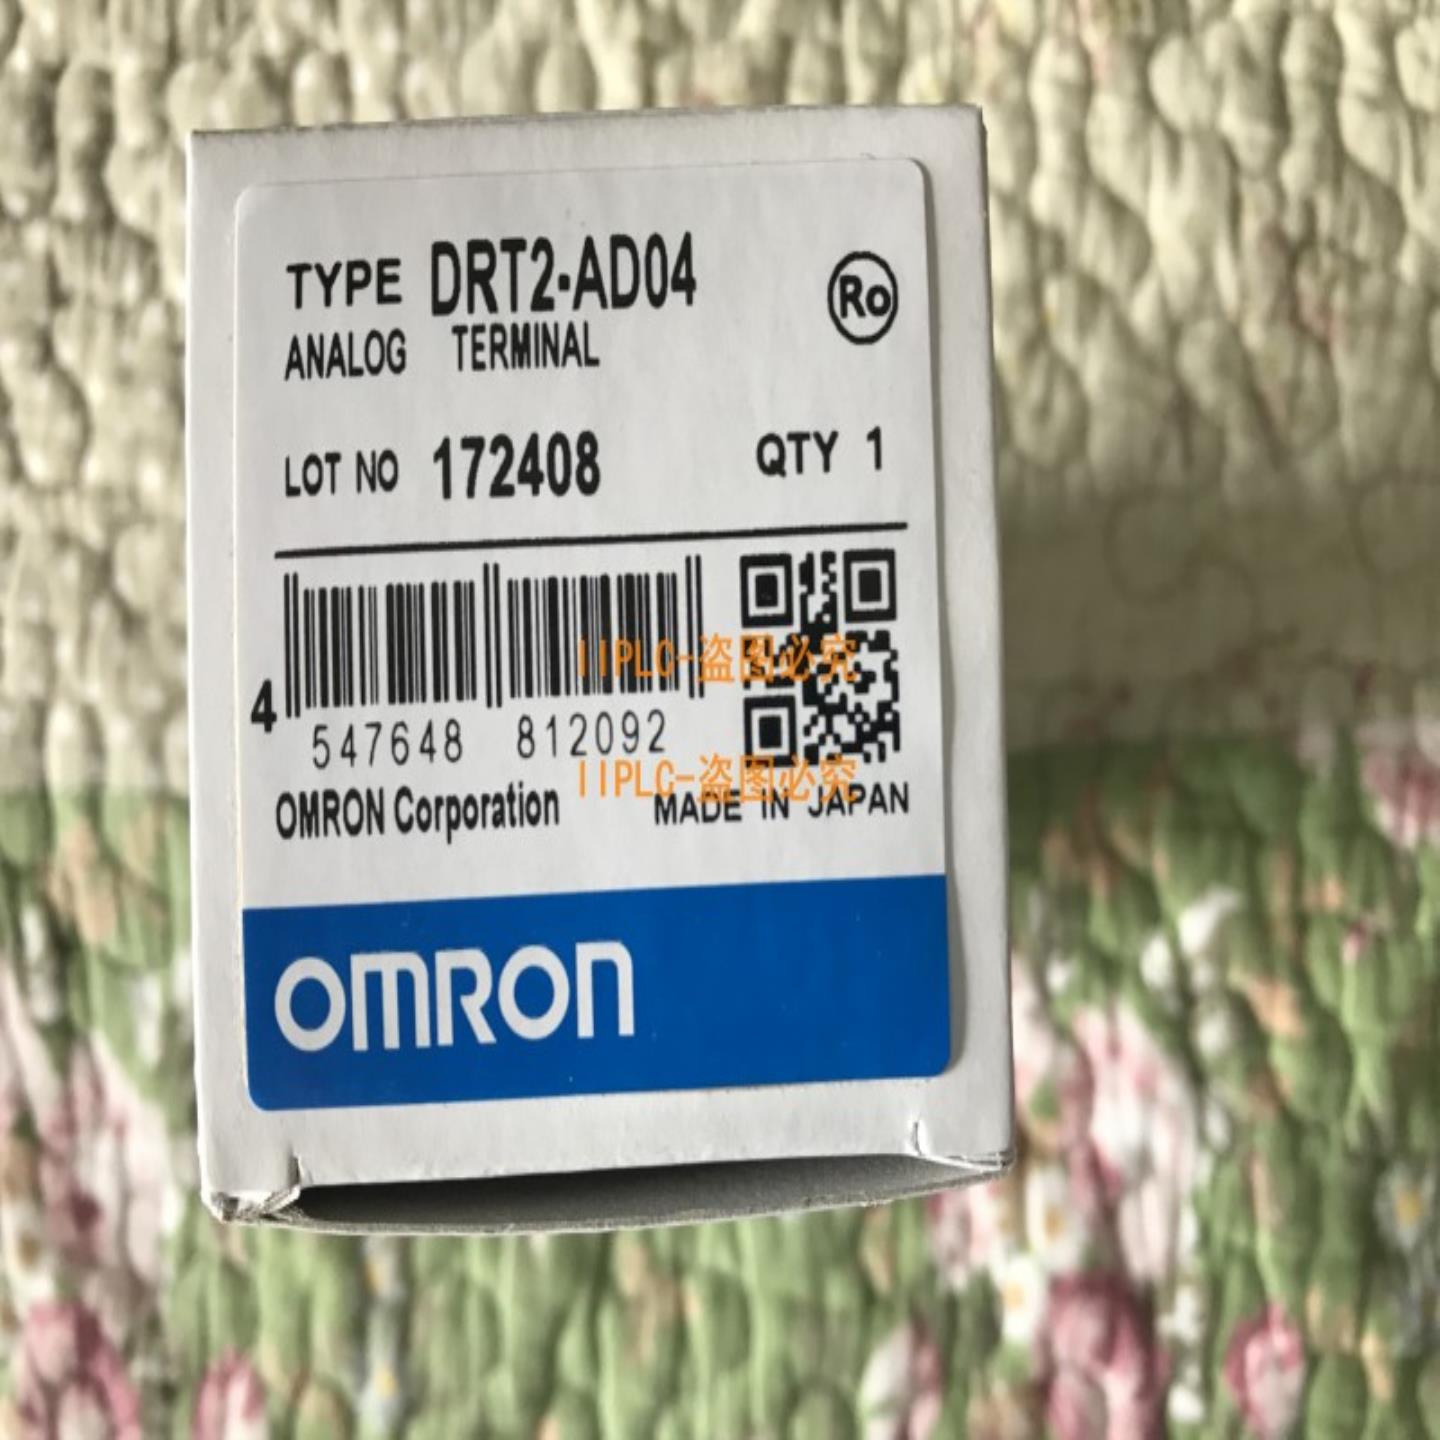 TYPE DRT2-AD04
Ro
ANALOG TERMINAL
LOT NO 172408 QTY 1
4 547648 812092
IIPLC-盗图必究
IIPLC-盗图必究
OMRON Corporation MADE IN JAPAN
OMRON